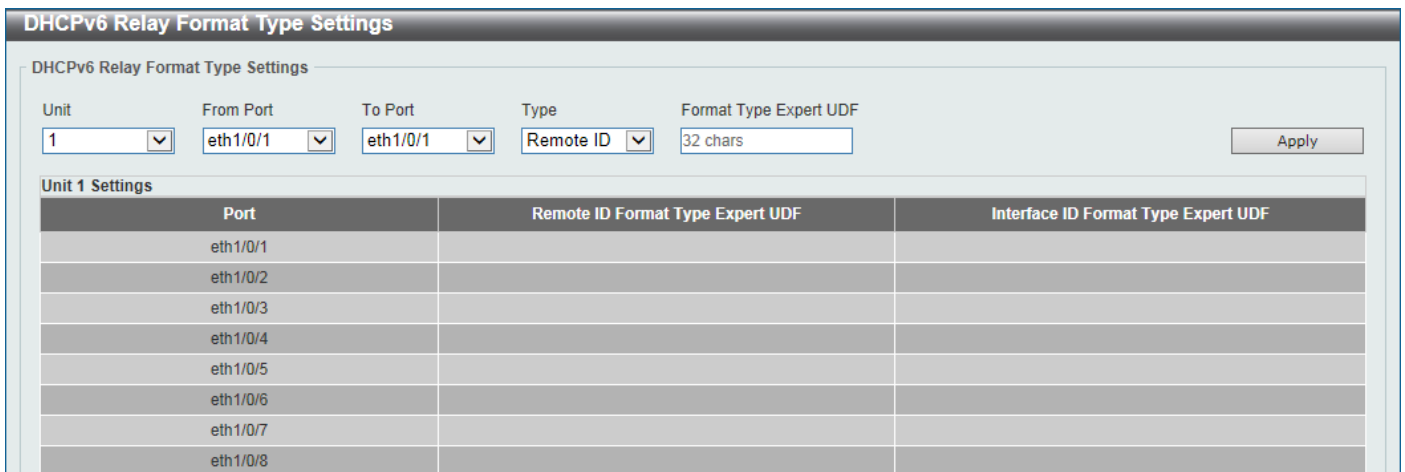 DHCPv6 Relay Format Type Settings
DHCPv6 Relay Format Type Settings
Unit From Port To Port Type Format Type Expert UDF
1 eth1/0/1 eth1/0/1 Remote ID 32 chars Apply
Unit 1 Settings
Port Remote ID Format Type Expert UDF Interface ID Format Type Expert UDF
eth1/0/1
eth1/0/2
eth1/0/3
eth1/0/4
eth1/0/5
eth1/0/6
eth1/0/7
eth1/0/8